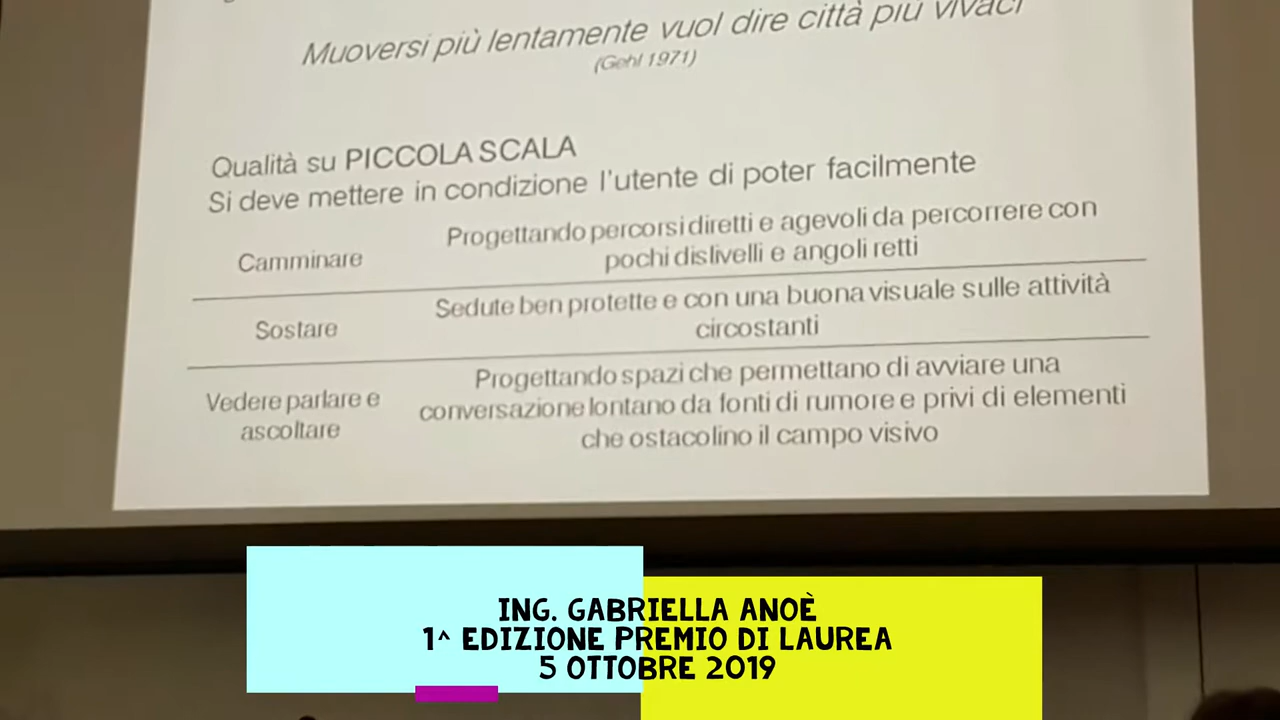 Muoversi più lentamente vuol dire città più vivaci
(Gehl 1971)
Qualità su PICCOLA SCALA
Si deve mettere in condizione l'utente di poter facilmente
Camminare
Progettando percorsi diretti e agevoli da percorrere con
pochi dislivelli e angoli retti
Sostare
Sedute ben protette e con una buona visuale sulle attività
circostanti
Vedere parlare e
ascoltare
Progettando spazi che permettano di avviare una
conversazione lontano da fonti di rumore e privi di elementi
che ostacolino il campo visivo
ING. GABRIELLA ANOÈ
1^ EDIZIONE PREMIO DI LAUREA
5 OTTOBRE 2019